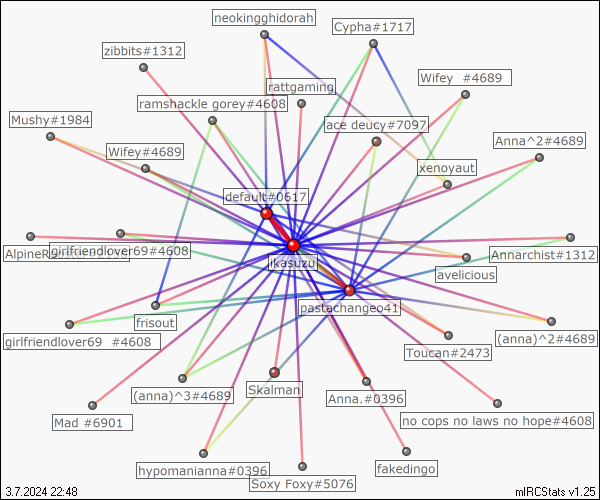 neokingghidorah
Cypha#1717
zibbits#1312
Wifey #4689
rattgaming
ramshackle gorey#4608
Mushy#1984
ace deucy#7097
Anna^2#4689
Wifey#4689
xenoyaut
default#0617
girlfriendlover69#4608
ikasuzu
avelicious
Annarchist#1312
pastachangeo41
frisout
girlfriendlover69 #4608
Toucan#2473
(anna)^2#4689
(anna)^3#4689
Skalman
Anna.#0396
Mad #6901
no cops no laws no hope#4608
hypomanianna#0396
Soxy Foxy#5076
fakedingo
3.7.2024 22:48
mIRCStats v1.25